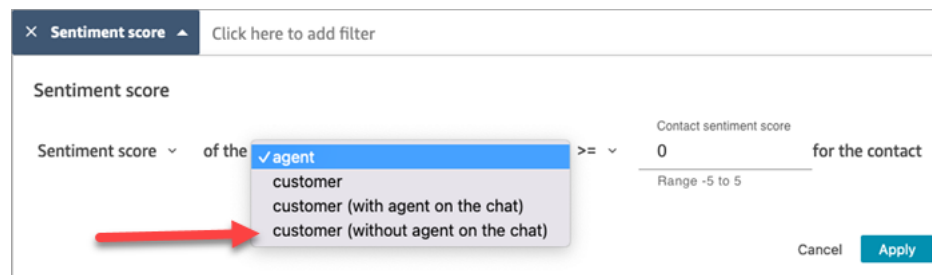 × Sentiment score Click here to add filter
Sentiment score
Contact sentiment score
Sentiment score of the ✓agent >= 0 for the contact
customer
Range -5 to 5
customer (with agent on the chat)
customer (without agent on the chat)
Cancel Apply